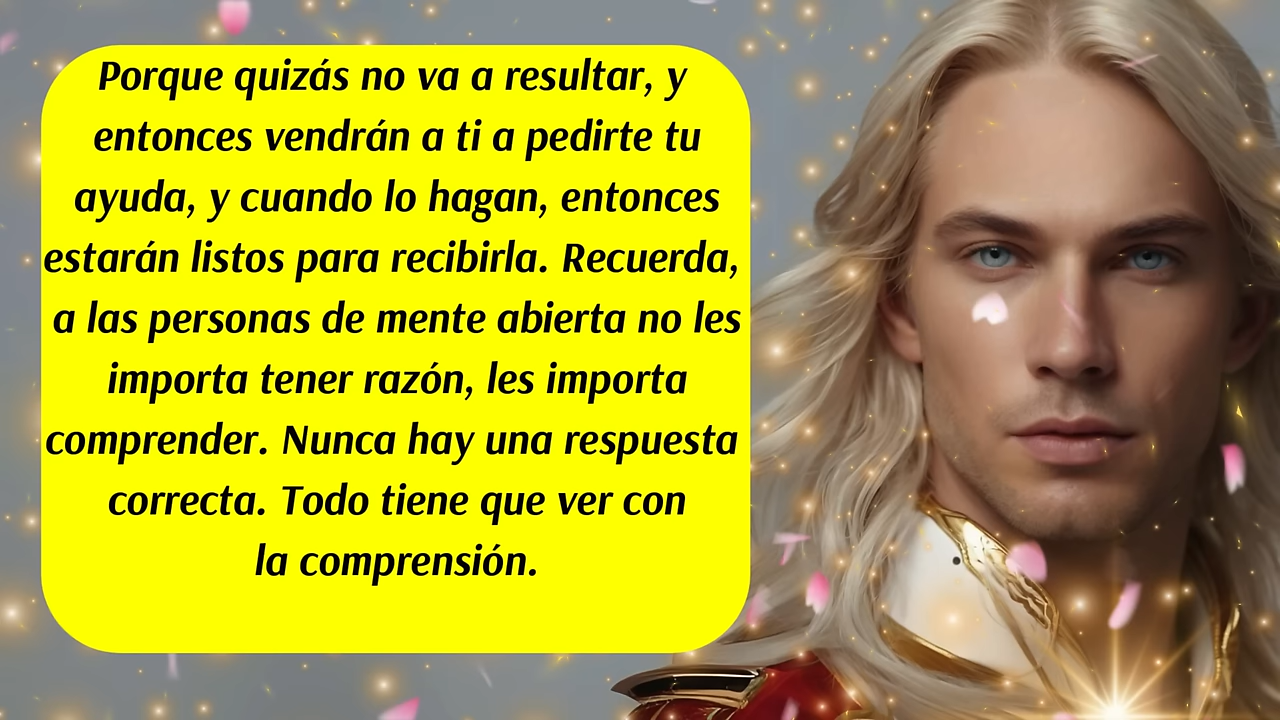 Porque quizás no va a resultar, y
entonces vendrán a ti a pedirte tu
ayuda, y cuando lo hagan, entonces
estarán listos para recibirla. Recuerda,
a las personas de mente abierta no les
importa tener razón, les importa
comprender. Nunca hay una respuesta
correcta. Todo tiene que ver con
la comprensión.